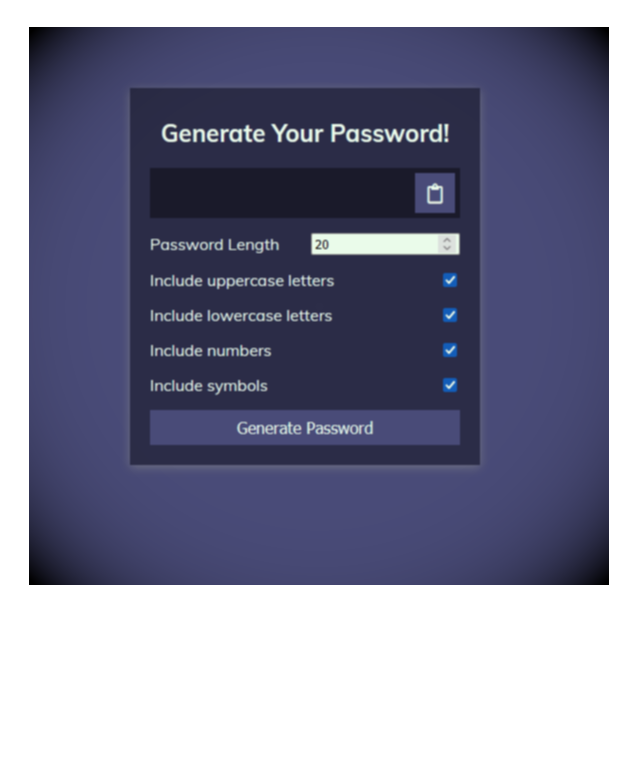 Generate Your Password!
Password Length 20
Include uppercase letters
Include lowercase letters
Include numbers
Include symbols
Generate Password